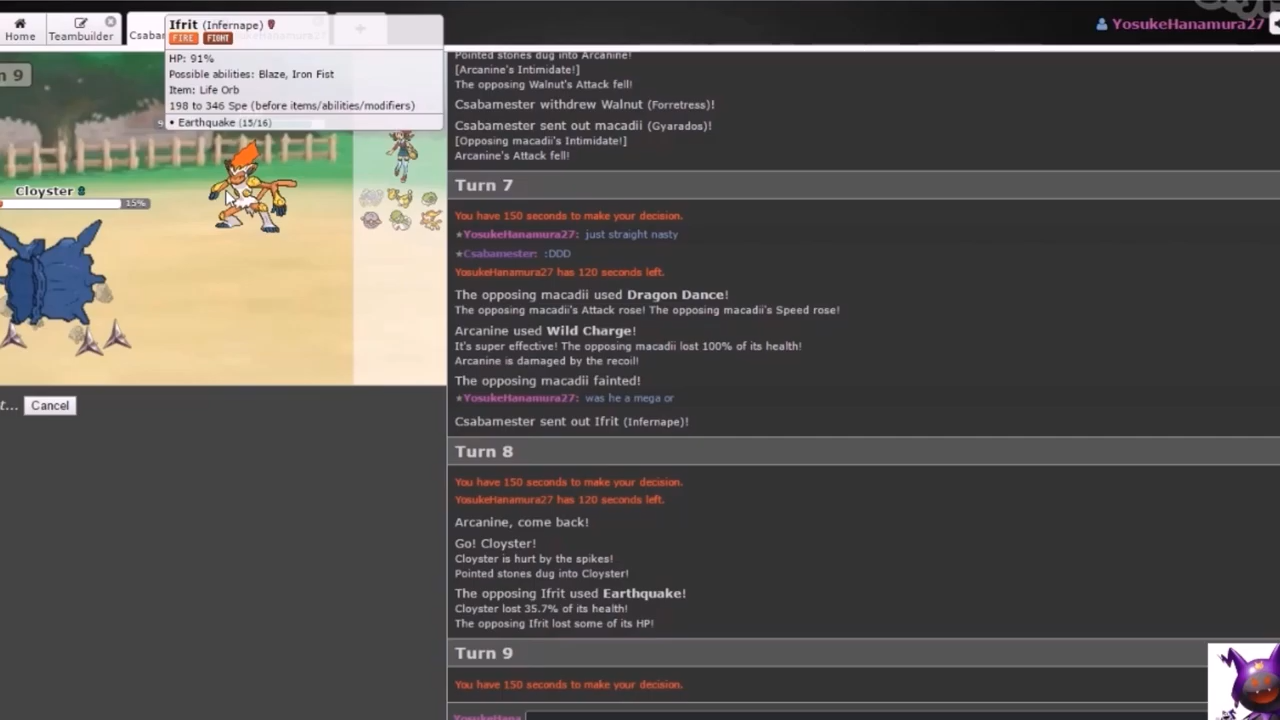 Home
Teambuilder
Csaba
Ifrit (Infernape)
FIRE FIGHT
HP: 91%
Possible abilities: Blaze, Iron Fist
Item: Life Orb
198 to 346 Spe (before items/abilities/modifiers)
• Earthquake (15/16)
YosukeHanamura27
n 9
Cloyster
15%
t... Cancel
Pointed stones dug into Arcanine!
[Arcanine's Intimidate!]
The opposing Walnut's Attack fell!
Csabamester withdrew Walnut (Forretress)!
Csabamester sent out macadii (Gyarados)!
[Opposing macadii's Intimidate!]
Arcanine's Attack fell!
Turn 7
You have 150 seconds to make your decision.
★YosukeHanamura27: just straight nasty
★Csabamester: :DDD
YosukeHanamura27 has 120 seconds left.
The opposing macadii used Dragon Dance!
The opposing macadii's Attack rose! The opposing macadii's Speed rose!
Arcanine used Wild Charge!
It's super effective! The opposing macadii lost 100% of its health!
Arcanine is damaged by the recoil!
The opposing macadii fainted!
★YosukeHanamura27: was he a mega or
Csabamester sent out Ifrit (Infernape)!
Turn 8
You have 150 seconds to make your decision.
YosukeHanamura27 has 120 seconds left.
Arcanine, come back!
Go! Cloyster!
Cloyster is hurt by the spikes!
Pointed stones dug into Cloyster!
The opposing Ifrit used Earthquake!
Cloyster lost 35.7% of its health!
The opposing Ifrit lost some of its HP!
Turn 9
You have 150 seconds to make your decision.
YosukeHana